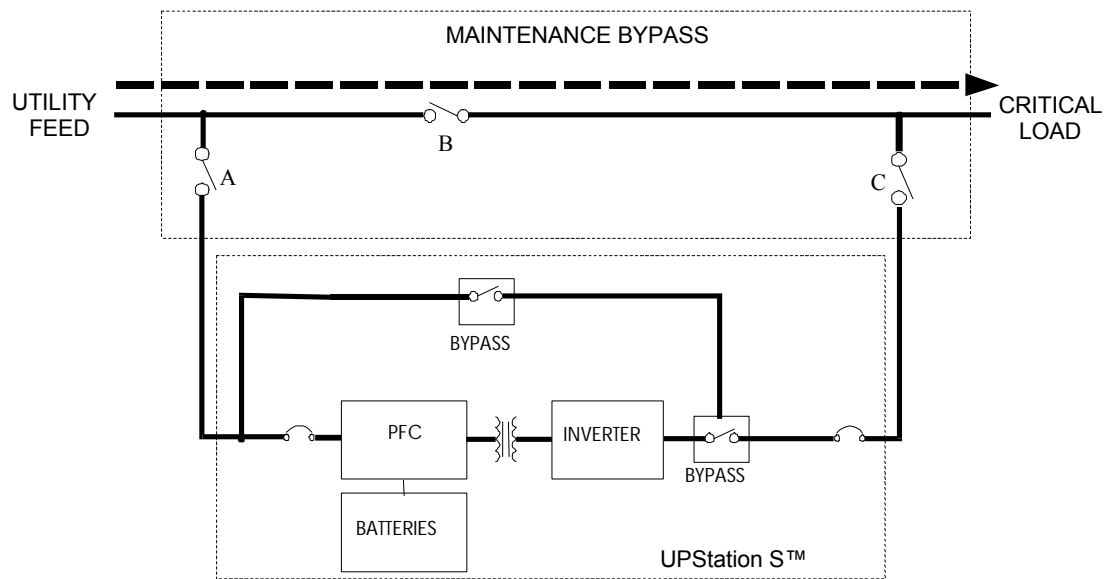 MAINTENANCE BYPASS
UTILITY
FEED
CRITICAL
LOAD
B
A
C
BYPASS
PFC
INVERTER
BYPASS
BATTERIES
UPStation S™